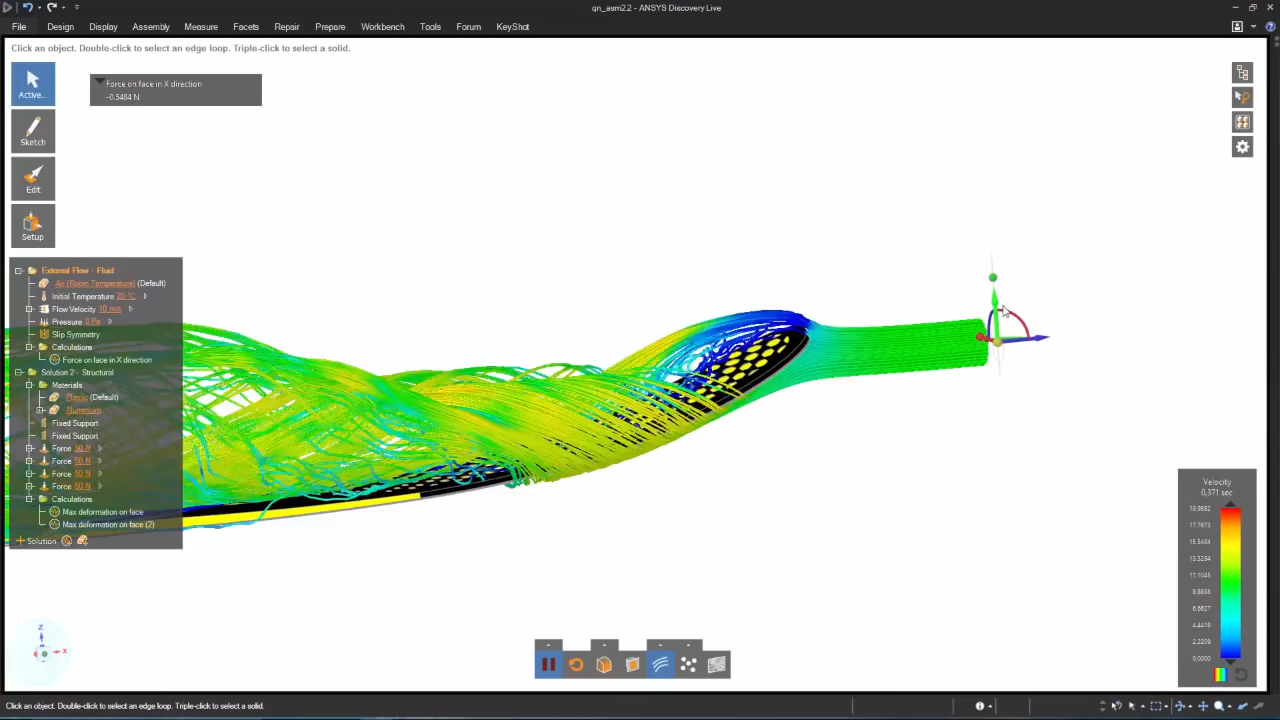 qn_asm2.2 - ANSYS Discovery Live
File Design Display Assembly Measure Facets Repair Prepare Workbench Tools Forum KeyShot
Click an object. Double-click to select an edge loop. Triple-click to select a solid.
Active...
Force on face in X direction
-0.5484 N
Sketch
Edit
Setup
External Flow - Fluid
Air (Room Temperature) (Default)
Initial Temperature 20 °C
Flow Velocity 10 m/s
Pressure 0 Pa
Slip Symmetry
Calculations
Force on face in X direction
Solution 2 - Structural
Materials
Plastic (Default)
Aluminum
Fixed Support
Fixed Support
Force 50 N
Force 50 N
Force 50 N
Force 50 N
Calculations
Max deformation on face
Max deformation on face (2)
Solution
Velocity
0,371 sec
19.9882
17.7673
15.5464
13.3254
11.1045
8.8836
6.6627
4.4418
2.2209
0.0000
Z
X
Click an object. Double-click to select an edge loop. Triple-click to select a solid.